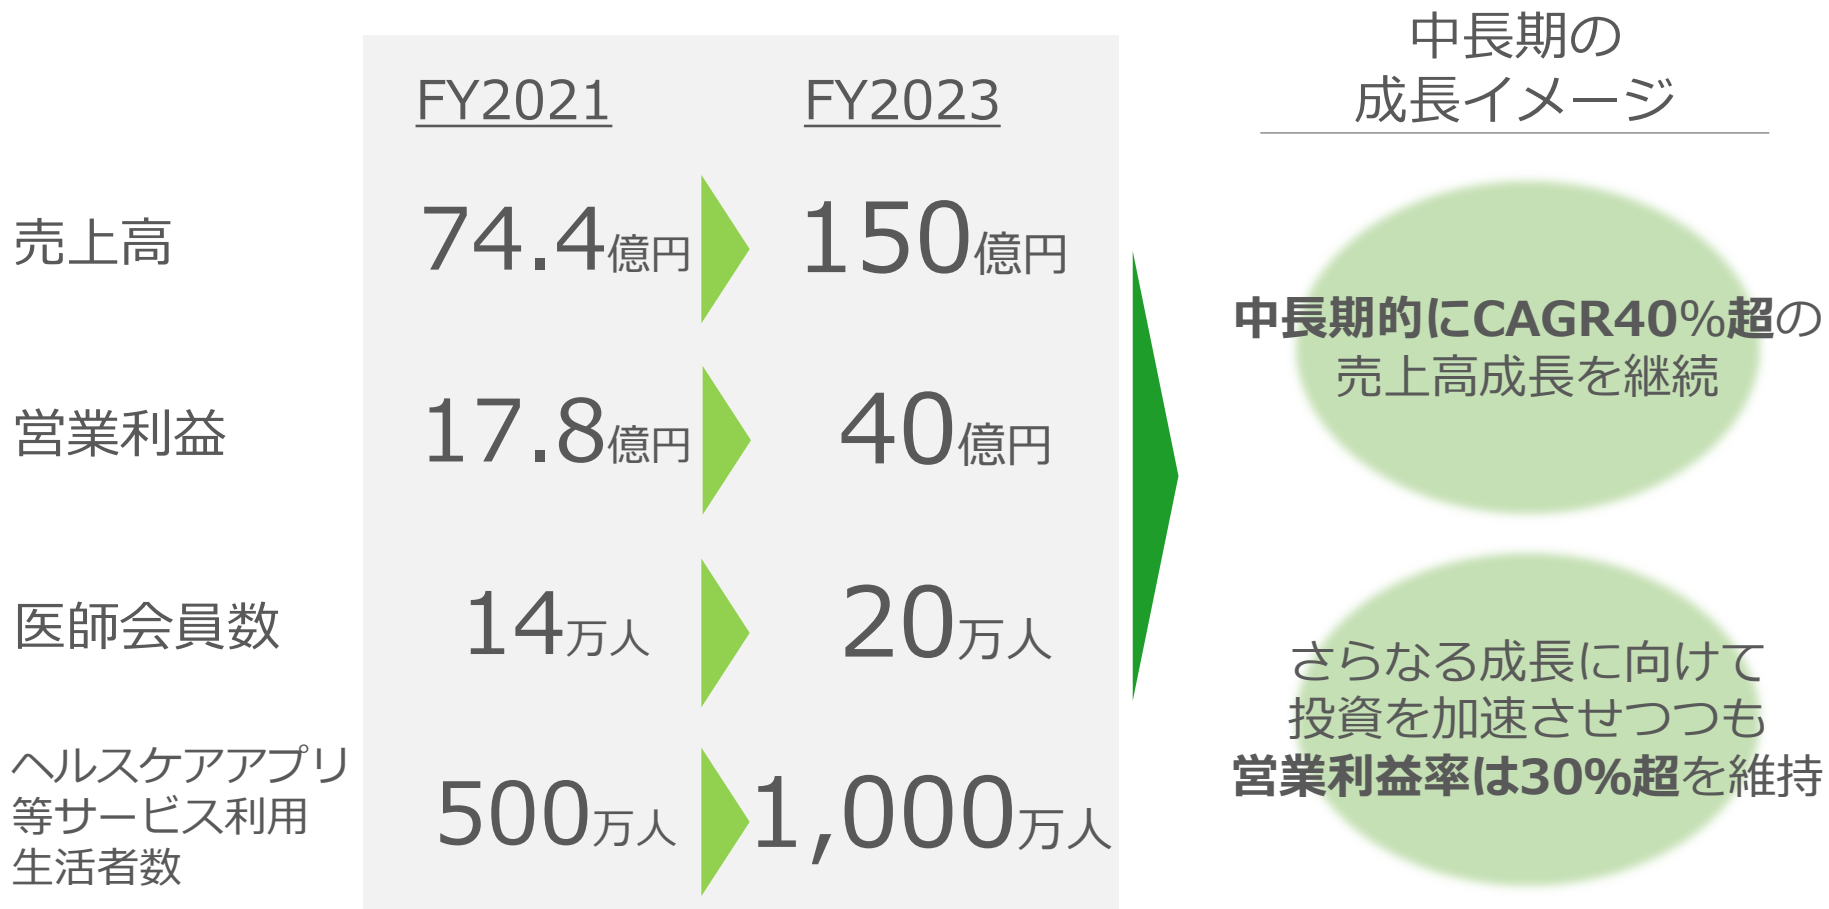 FY2021
FY2023
売上高
74.4億円
150億円
営業利益
17.8億円
40億円
医師会員数
14万人
20万人
ヘルスケアアプリ
等サービス利用
生活者数
500万人
1,000万人
中長期の
成長イメージ
中長期的にCAGR40%超の
売上高成長を継続
さらなる成長に向けて
投資を加速させつつも
営業利益率は30%超を維持